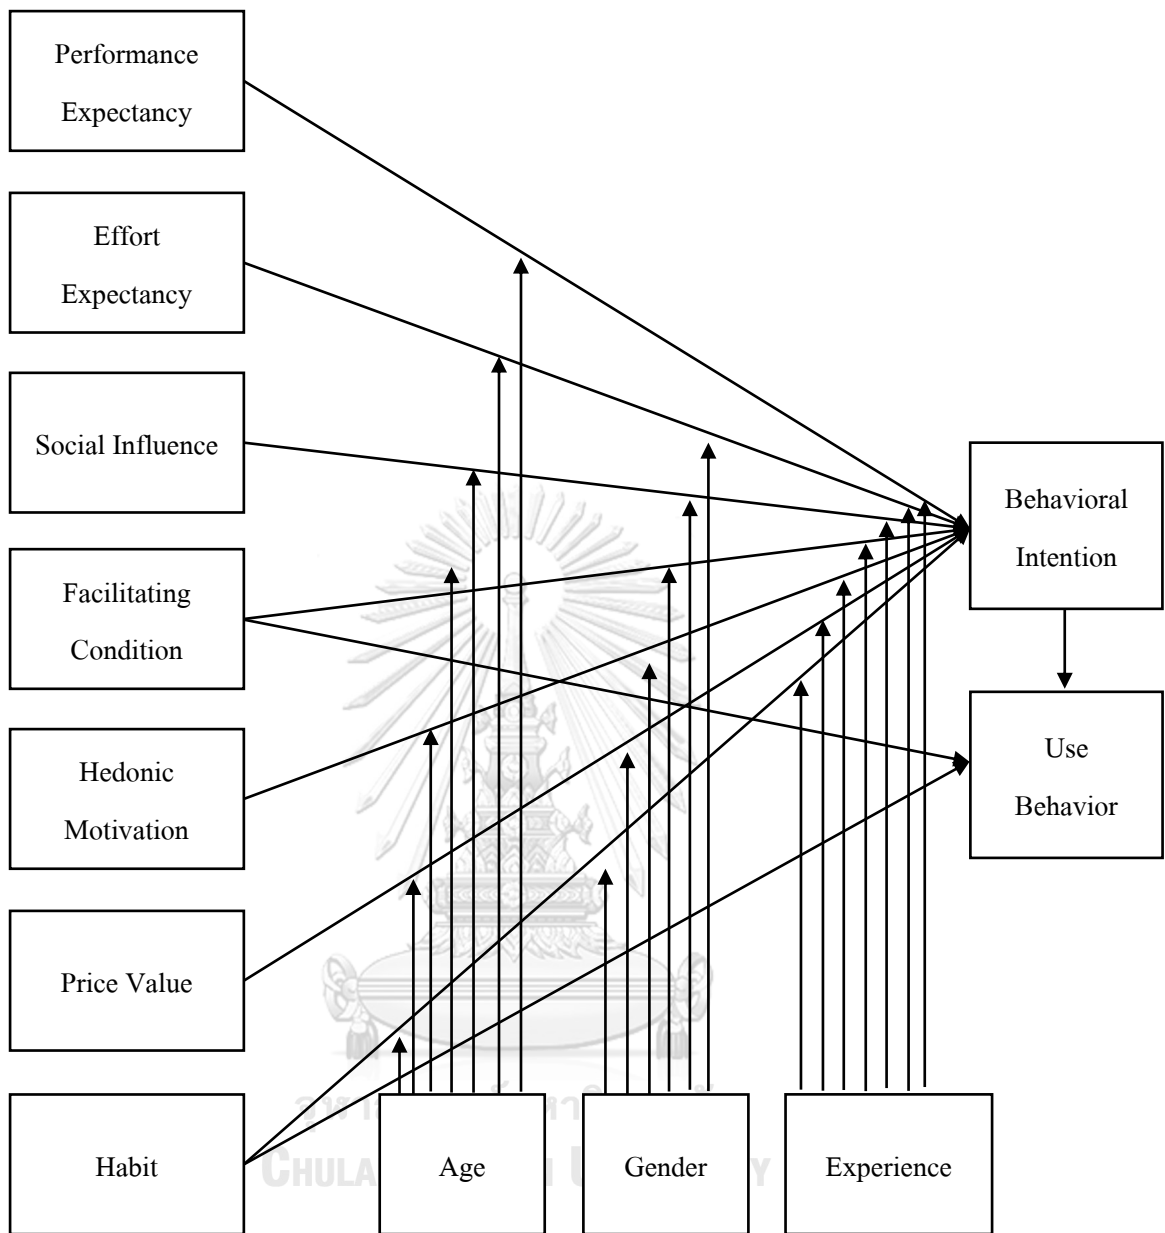 Performance
Expectancy
Effort
Expectancy
Social Influence
Facilitating
Condition
Hedonic
Motivation
Price Value
Habit
Age
Gender
Experience
Behavioral
Intention
Use
Behavior